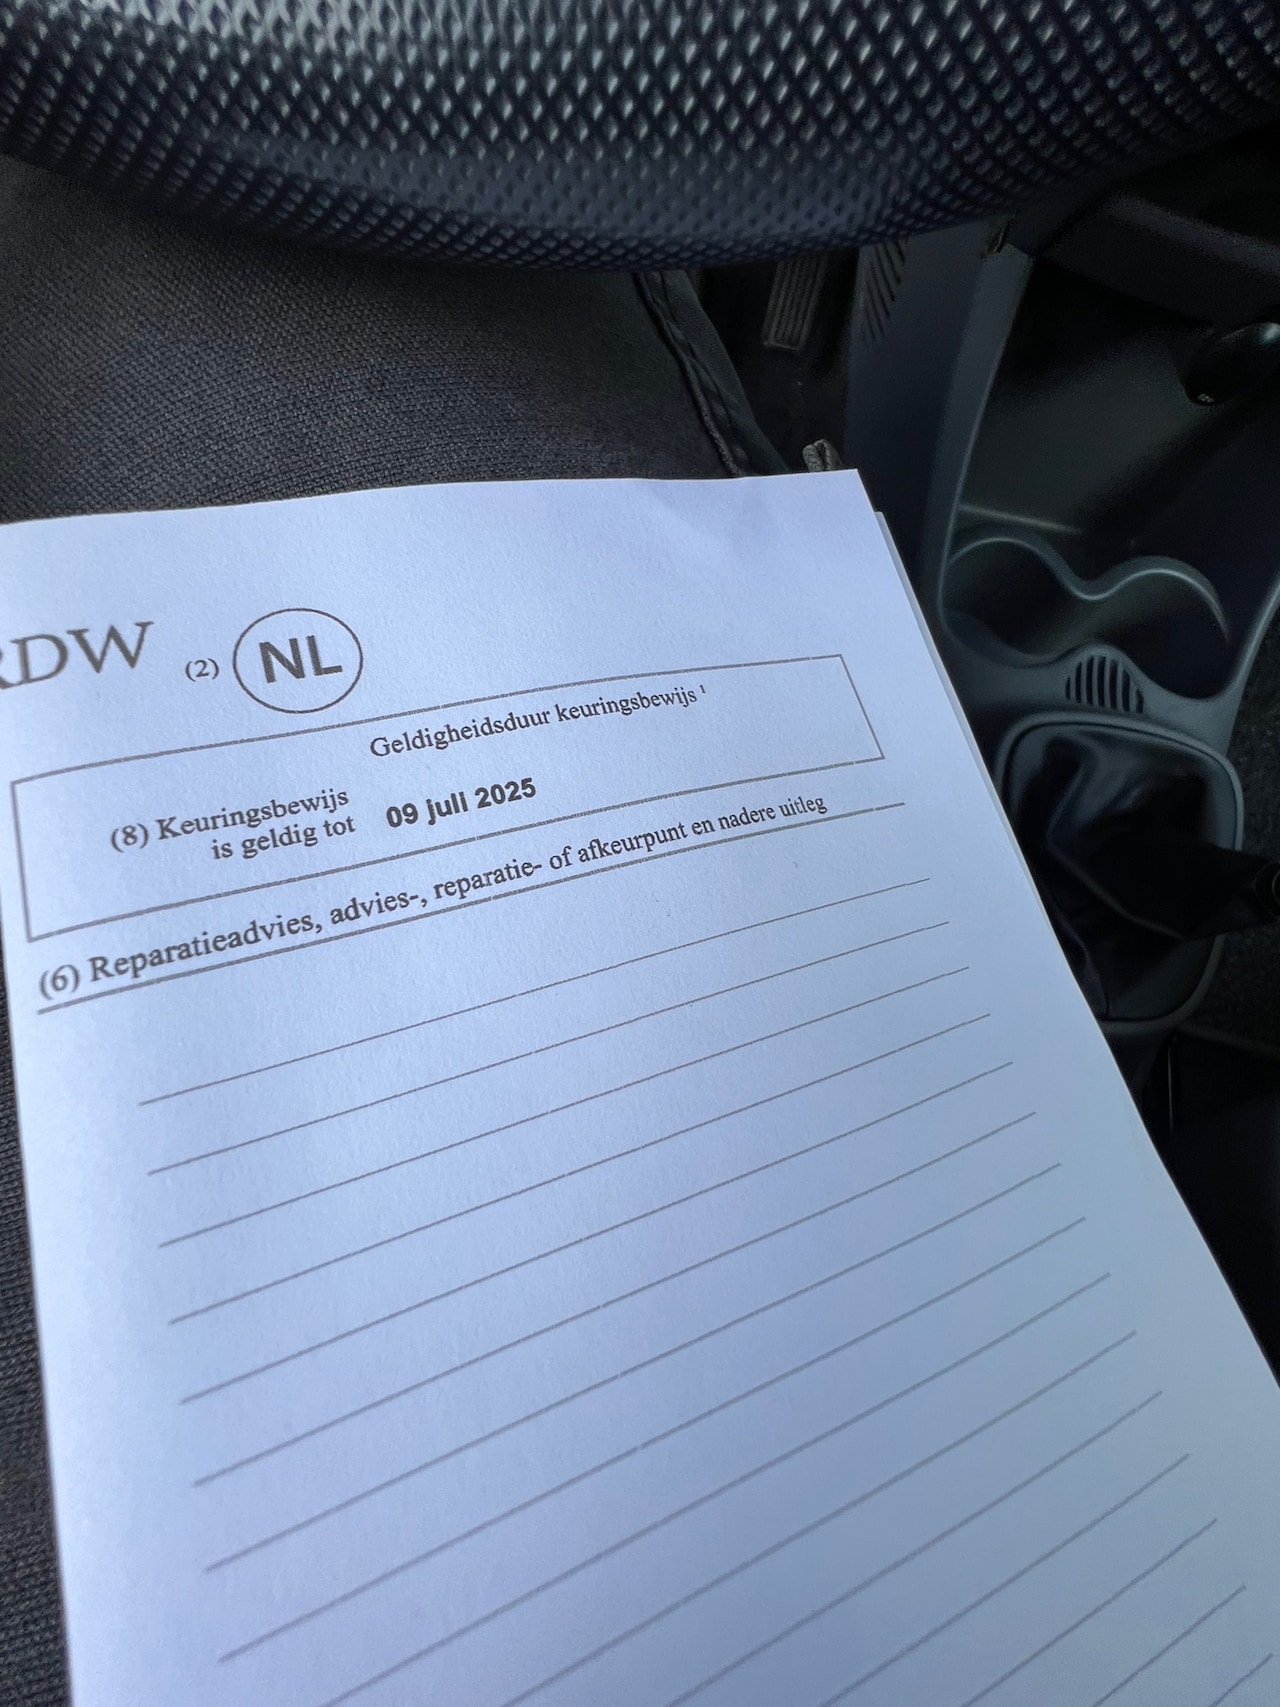 RDW (2) NL
Geldigheidsduur keuringsbewijs ¹
(8) Keuringsbewijs
is geldig tot 09 juli 2025
(6) Reparatieadvies, advies-, reparatie- of afkeurpunt en nadere uitleg